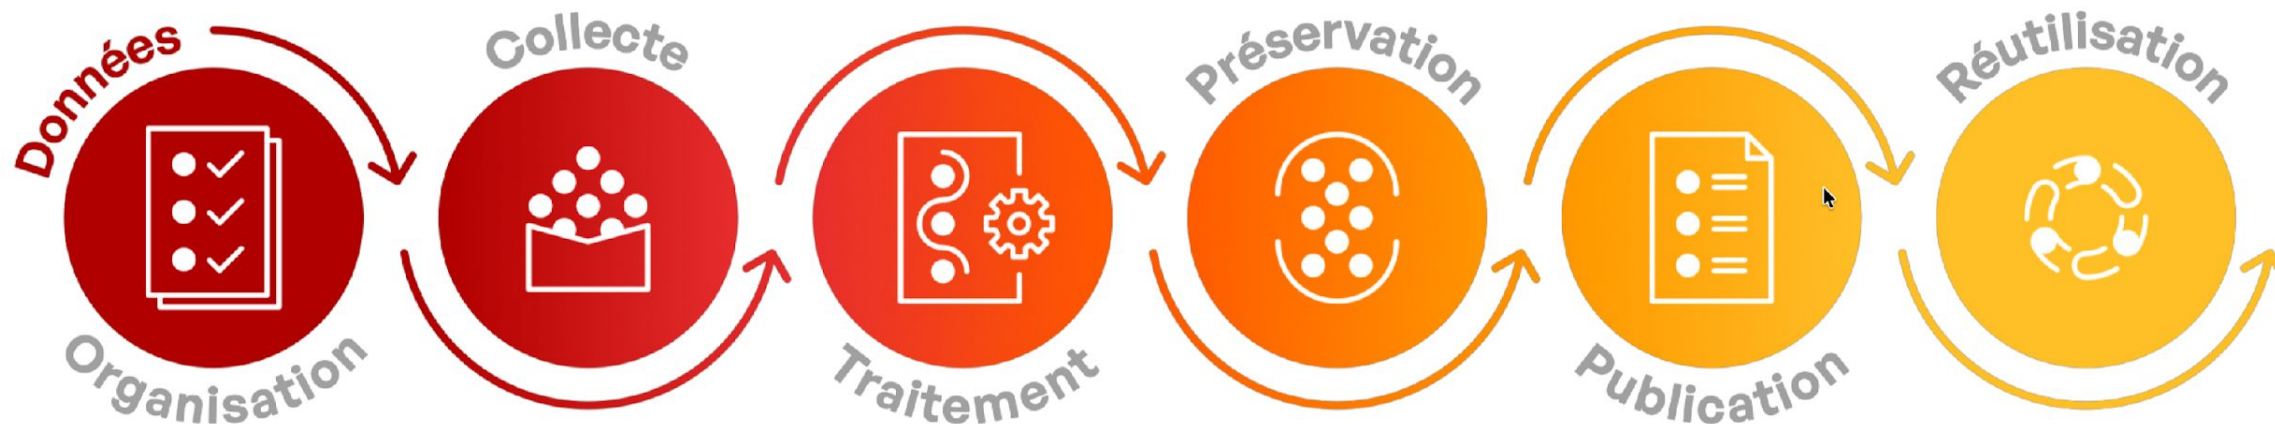 Données
Organisation
Collecte
Traitement
Préservation
Publication
Réutilisation